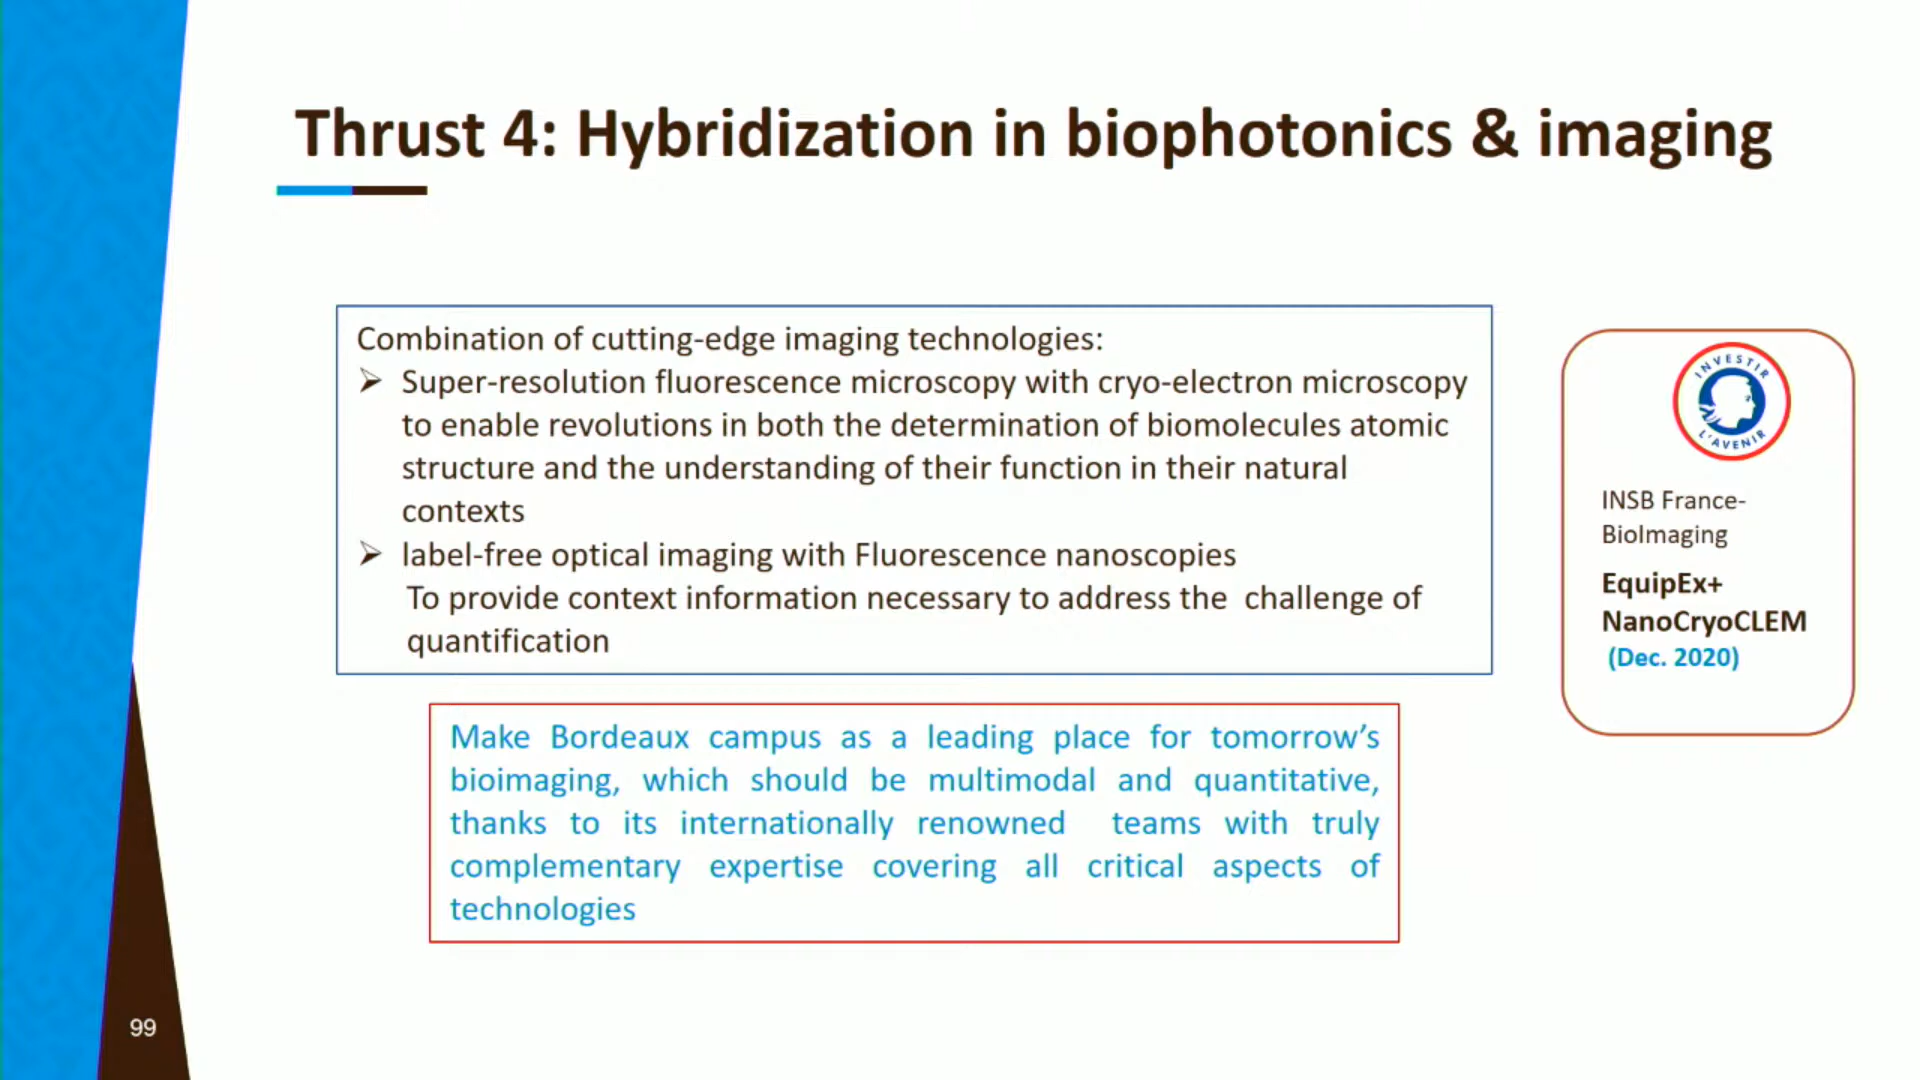 Thrust 4: Hybridization in biophotonics & imaging
Combination of cutting-edge imaging technologies:
➢ Super-resolution fluorescence microscopy with cryo-electron microscopy
to enable revolutions in both the determination of biomolecules atomic
structure and the understanding of their function in their natural
contexts
➢ label-free optical imaging with Fluorescence nanoscopies
To provide context information necessary to address the challenge of
quantification
INVESTIR
L'AVENIR
INSB France-
BioImaging
EquipEx+
NanoCryoCLEM
(Dec. 2020)
Make Bordeaux campus as a leading place for tomorrow’s
bioimaging, which should be multimodal and quantitative,
thanks to its internationally renowned teams with truly
complementary expertise covering all critical aspects of
technologies
99